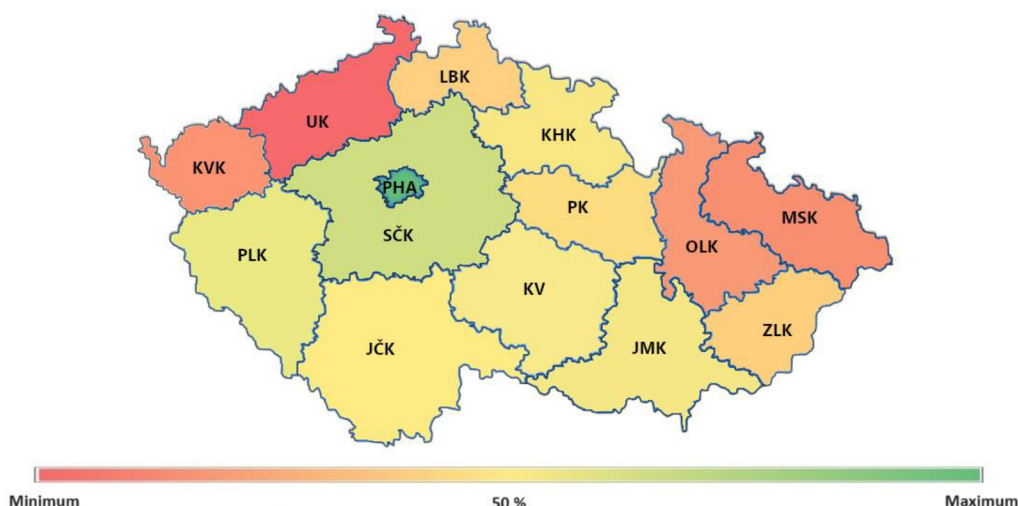 LBK
UK
KHK
KVK
PHA
PK
MSK
SČK
OLK
PLK
KV
ZLK
JČK
JMK
Minimum
50 %
Maximum